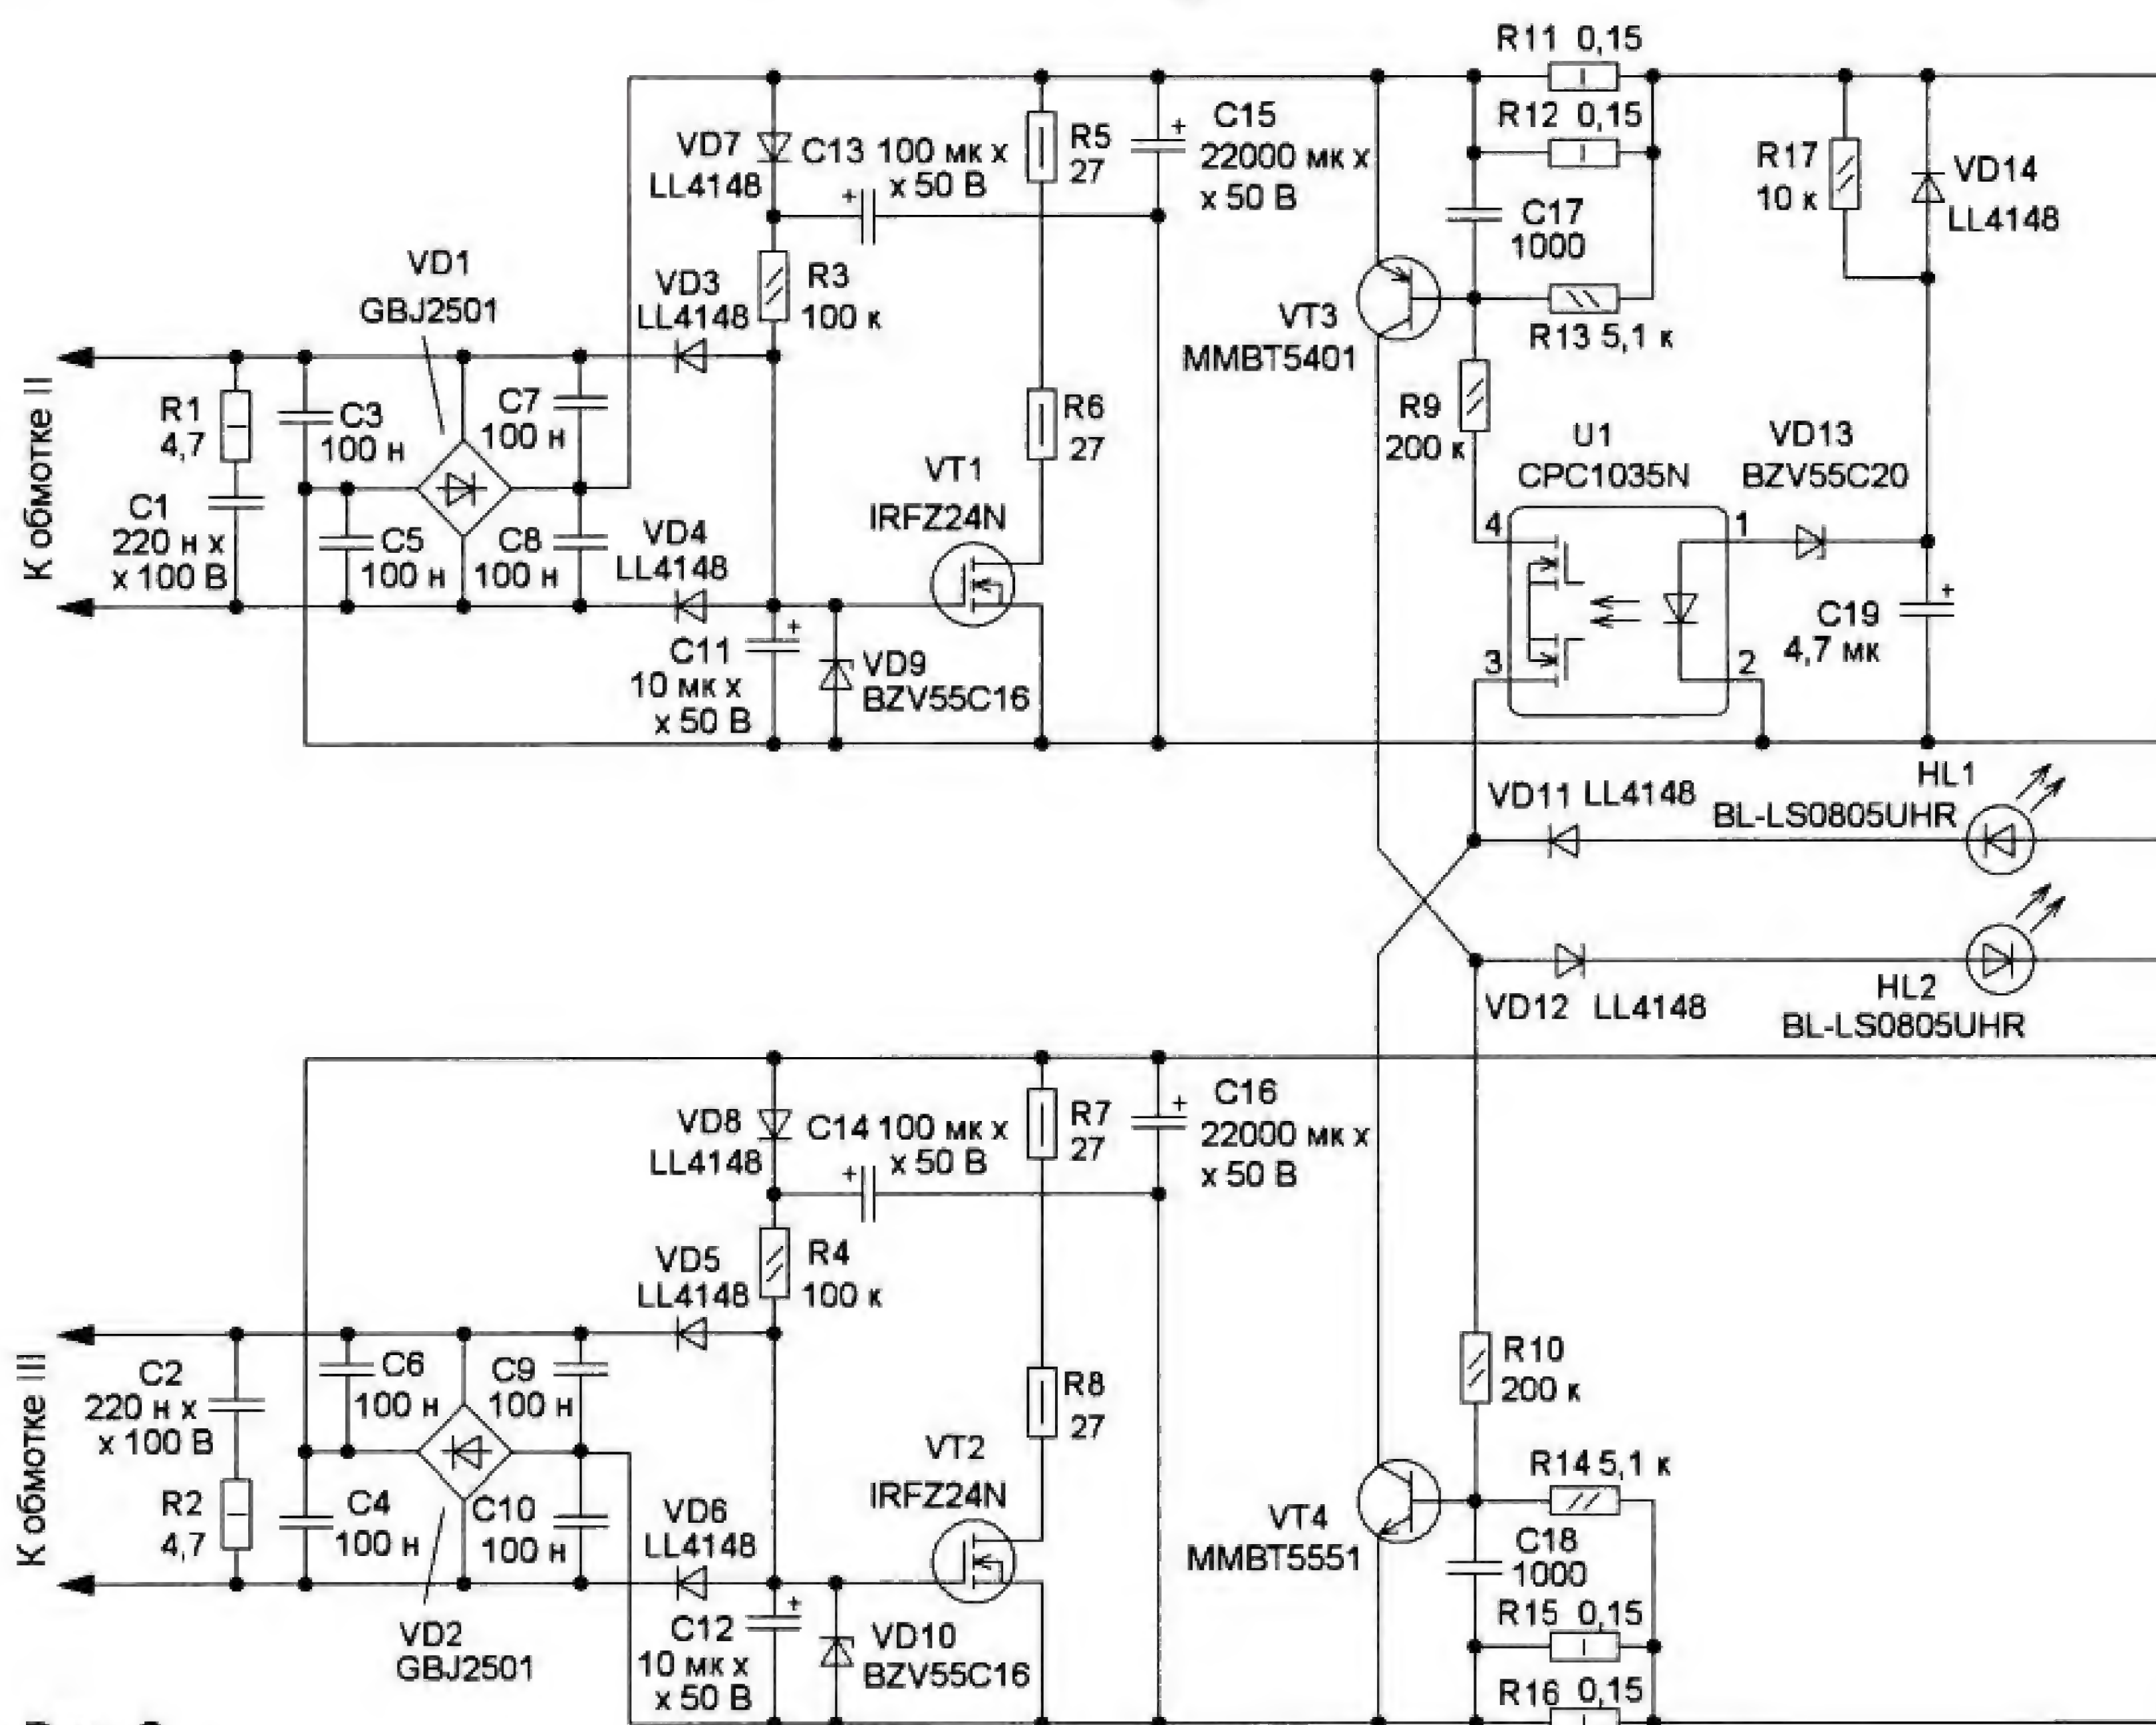 R11 0,15
R12 0,15
VD7
LL4148
C13 100 мк х
х 50 В
R5
27
C15
22000 мк х
х 50 В
R17
10 к
VD14
LL4148
C17
1000
VD1
GBJ2501
VD3
LL4148
R3
100 к
VT3
MMBT5401
R13 5,1 к
К обмотке II
R1
4,7
C3
100 н
C7
100 н
R6
27
R9
200 к
U1
CPC1035N
VD13
BZV55C20
VT1
IRFZ24N
C1
220 н х
х 100 В
C5
100 н
C8
100 н
VD4
LL4148
4
1
3
2
C19
4,7 мк
C11
10 мк х
х 50 В
VD9
BZV55C16
VD11 LL4148
HL1
BL-LS0805UHR
VD12 LL4148
HL2
BL-LS0805UHR
VD8
LL4148
C14 100 мк х
х 50 В
R7
27
C16
22000 мк х
х 50 В
VD5
LL4148
R4
100 к
К обмотке III
C2
220 н х
х 100 В
C6
100 н
C9
100 н
R8
27
R10
200 к
VT2
IRFZ24N
R14 5,1 к
R2
4,7
C4
100 н
C10
100 н
VD6
LL4148
VT4
MMBT5551
C18
1000
R15 0,15
VD2
GBJ2501
C12
10 мк х
х 50 В
VD10
BZV55C16
R16 0,15